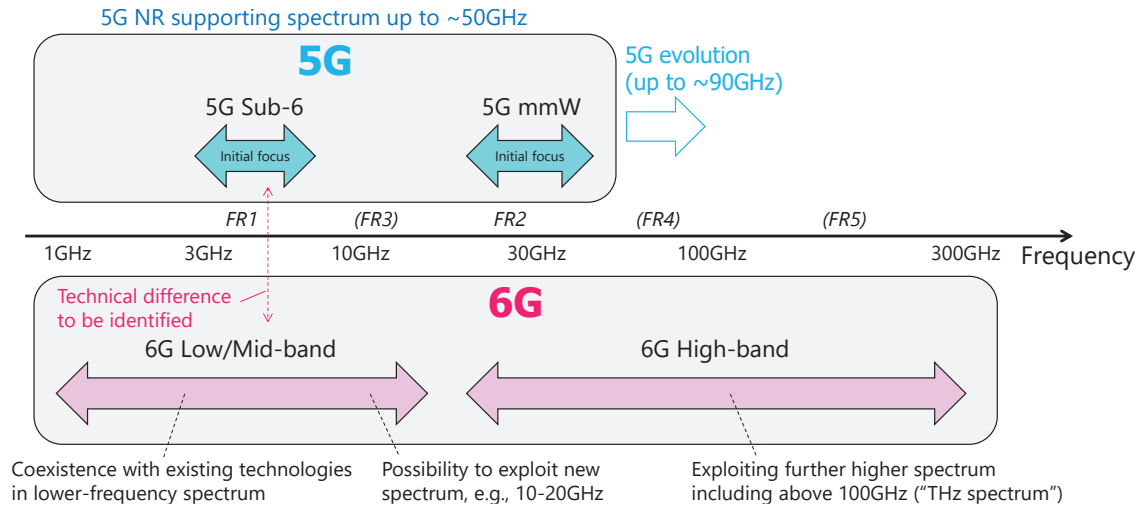 5G NR supporting spectrum up to ~50GHz
5G
5G evolution
(up to ~90GHz)
5G Sub-6
5G mmW
Initial focus
Initial focus
FR1
(FR3)
FR2
(FR4)
(FR5)
1GHz
3GHz
10GHz
30GHz
100GHz
300GHz
Frequency
Technical difference
to be identified
6G
6G Low/Mid-band
6G High-band
Coexistence with existing technologies
in lower-frequency spectrum
Possibility to exploit new
spectrum, e.g., 10-20GHz
Exploiting further higher spectrum
including above 100GHz (“THz spectrum”)